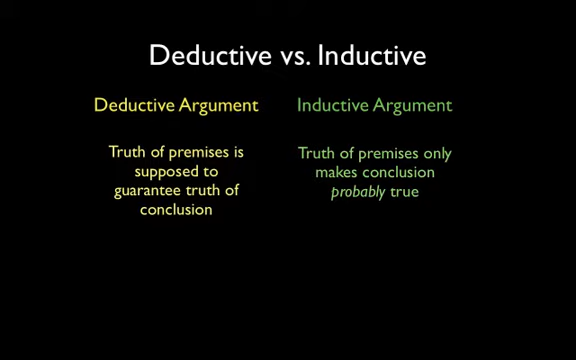 Deductive vs. Inductive
Deductive Argument
Truth of premises is
supposed to
guarantee truth of
conclusion
Inductive Argument
Truth of premises only
makes conclusion
probably true